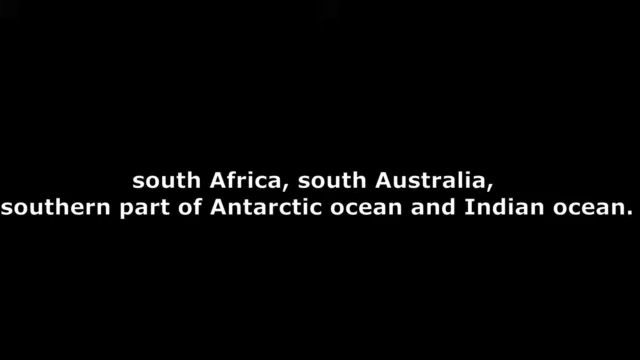 south Africa, south Australia,
southern part of Antarctic ocean and Indian ocean.